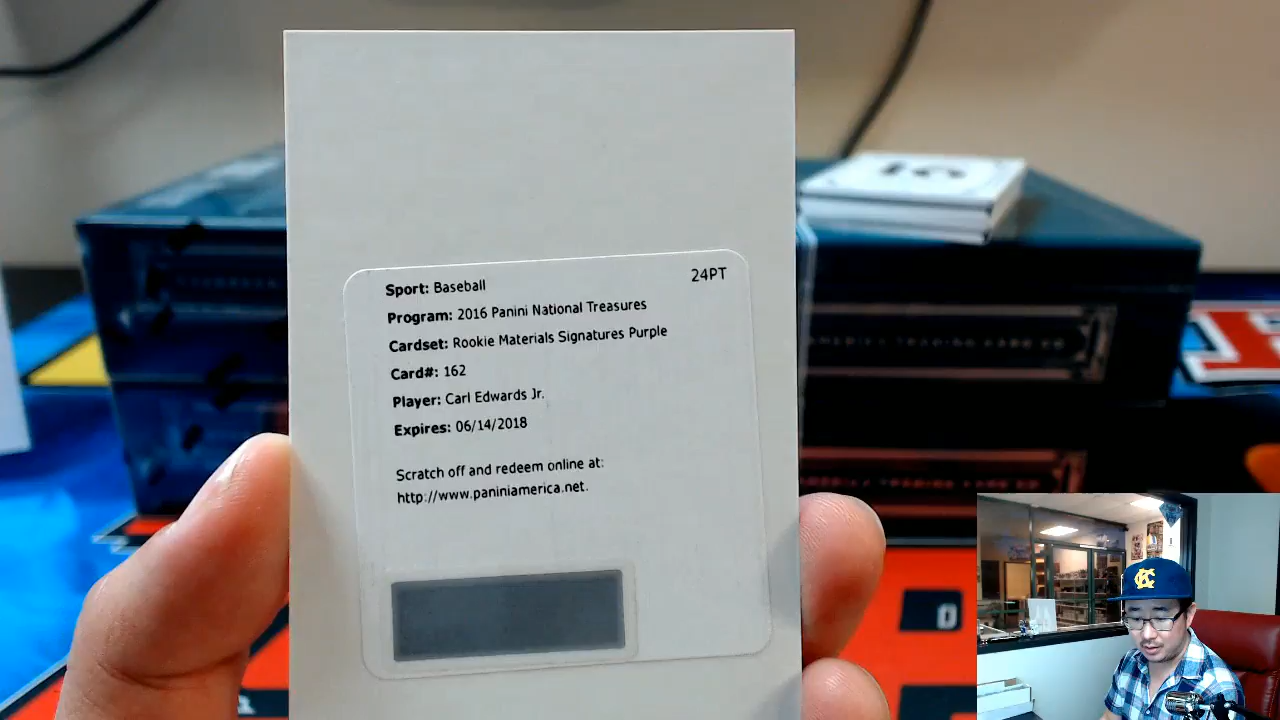 Sport: Baseball
24PT
Program: 2016 Panini National Treasures
Cardset: Rookie Materials Signatures Purple
Card#: 162
Player: Carl Edwards Jr.
Expires: 06/14/2018
Scratch off and redeem online at:
http://www.paniniamerica.net.